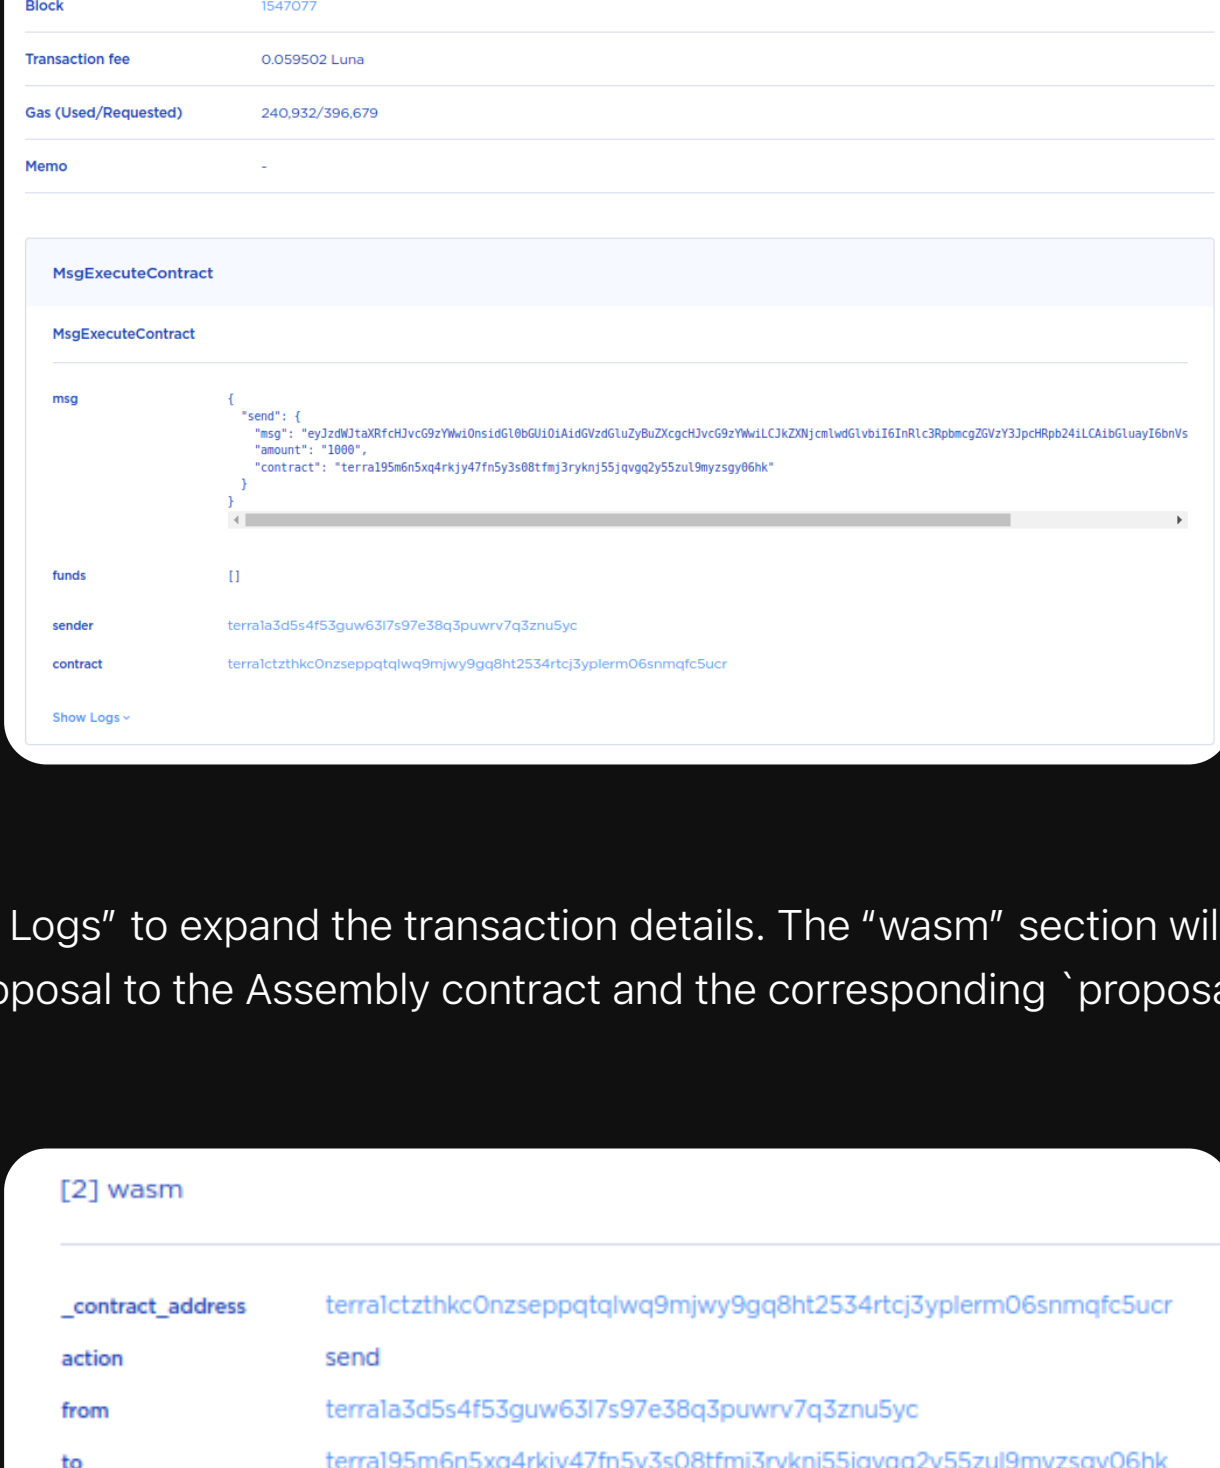 Block 1547077
Transaction fee 0.059502 Luna
Gas (Used/Requested) 240,932/396,679
Memo -
MsgExecuteContract
MsgExecuteContract
msg {
"send": {
"msg": "eyJzdWJtaXRfcHJvcG9zYWwiOnsidGl0bGUiOiAidGVzdGluZyBuZXcgcHJvcG9zYWwiLCJkZXNjcmlwdGlvbiI6InRlc3RpbmcgZGVzY3JpcHRpb24iLCAibGluayI6bnVs
"amount": "1000",
"contract": "terra195m6n5xq4rkjy47fn5y3s08tfmj3ryknj55jqvgq2y55zul9myzsgy06hk"
}
}
funds []
sender terra1a3d5s4f53guw63l7s97e38q3puwrv7q3znu5yc
contract terra1ctzthkc0nzseppqtqlwq9mjwy9gq8ht2534rtcj3yplerm06snmqfc5ucr
Show Logs
Logs” to expand the transaction details. The “wasm” section wil
oposal to the Assembly contract and the corresponding `proposa
[2] wasm
_contract_address terra1ctzthkc0nzseppqtqlwq9mjwy9gq8ht2534rtcj3yplerm06snmqfc5ucr
action send
from terra1a3d5s4f53guw63l7s97e38q3puwrv7q3znu5yc
to terra195m6n5xq4rkjy47fn5y3s08tfmj3ryknj55jqvgq2y55zul9myzsgy06hk